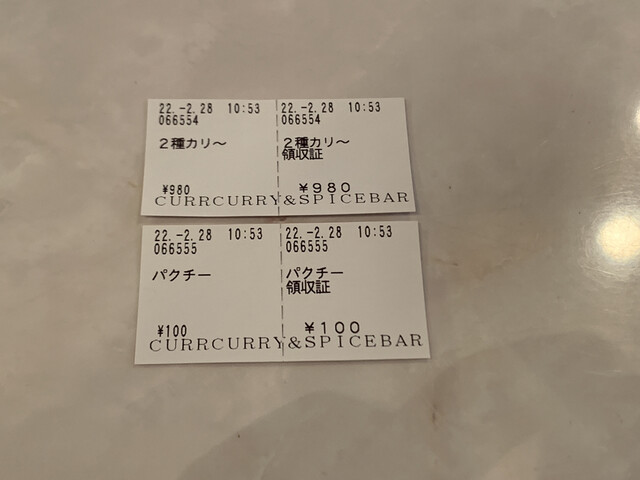 22.-2.28 10:53 22.-2.28 10:53
066554 066554
2種カリ〜 2種カリ〜
領収証
¥980 ¥980
CURRCURRY&SPICEBAR
22.-2.28 10:53 22.-2.28 10:53
066555 066555
パクチー パクチー
領収証
¥100 ¥100
CURRCURRY&SPICEBAR